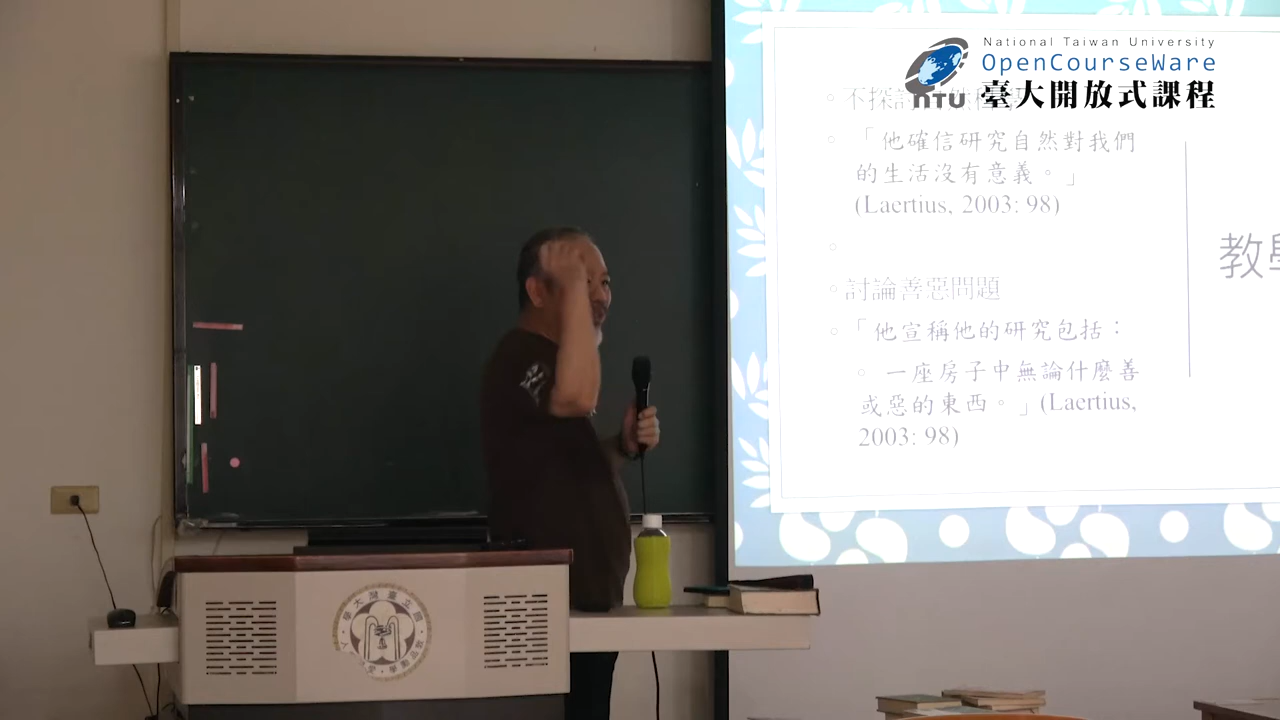 National Taiwan University
OpenCourseWare
NTU 臺大開放式課程
「他確信研究自然對我們
的生活沒有意義。」
(Laertius, 2003: 98)
討論善惡問題
「他宣稱他的研究包括：
一座房子中無論什麼善
或惡的東西。」(Laertius,
2003: 98)
教學